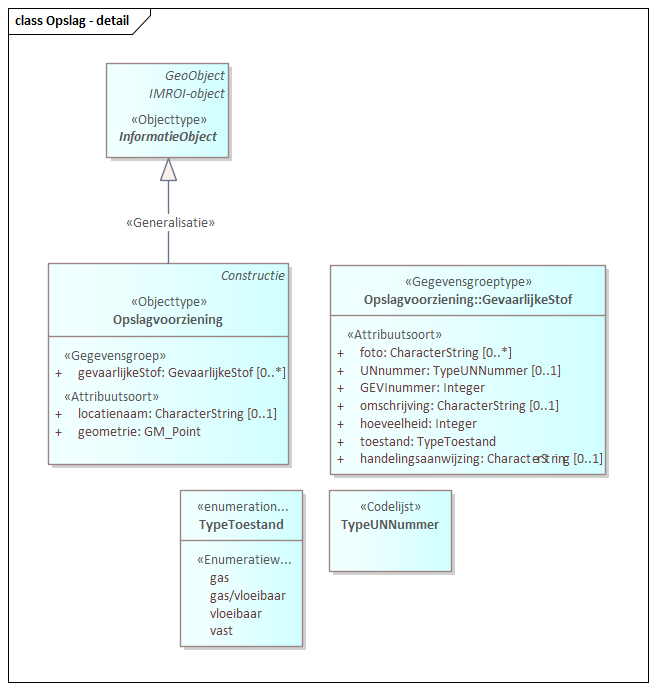 class Opslag - detail
GeoObject
IMROI-object
«Objecttype»
InformatieObject
«Generalisatie»
Constructie
«Objecttype»
Opslagvoorziening
«Gegevensgroep»
+ gevaarlijkeStof: GevaarlijkeStof [0..*]
«Attribuutsoort»
+ locatienaam: CharacterString [0..1]
+ geometrie: GM_Point
«Gegevensgroeptype»
Opslagvoorziening::GevaarlijkeStof
«Attribuutsoort»
+ foto: CharacterString [0..*]
+ UNnummer: TypeUNNummer [0..1]
+ GEVInummer: Integer
+ omschrijving: CharacterString [0..1]
+ hoeveelheid: Integer
+ toestand: TypeToestand
+ handelingsaanwijzing: CharacterString [0..1]
«enumeration...
TypeToestand
«Enumeratiew...
gas
gas/vloeibaar
vloeibaar
vast
«Codelijst»
TypeUNNummer